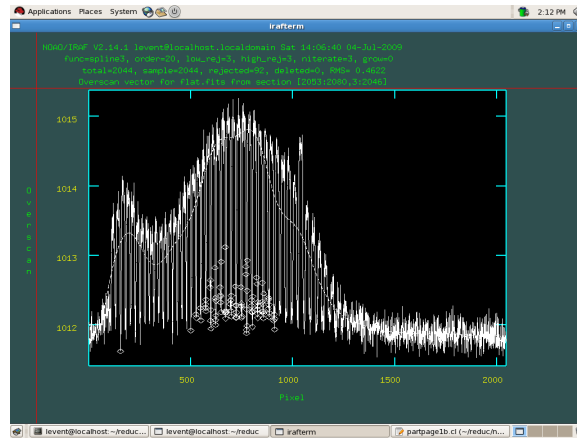 Applications Places System 2:12 PM
irafterm
NOAO/IRAF V2.14.1 levent@localhost.localdomain Sat 14:06:40 04-Jul-2009
func=spline3, order=20, low_rej=3, high_rej=3, niterate=3, grow=0
total=2044, sample=2044, rejected=92, deleted=0, RMS= 0.4622
Overscan vector for flat.fits from section [2053:2080,3:2046]
1015
1014
1013
1012
Overscan
500 1000 1500 2000
Pixel
levent@localhost:~/reduc... levent@localhost:~/reduc irafterm partpage1b.cl (~/reduc/n...